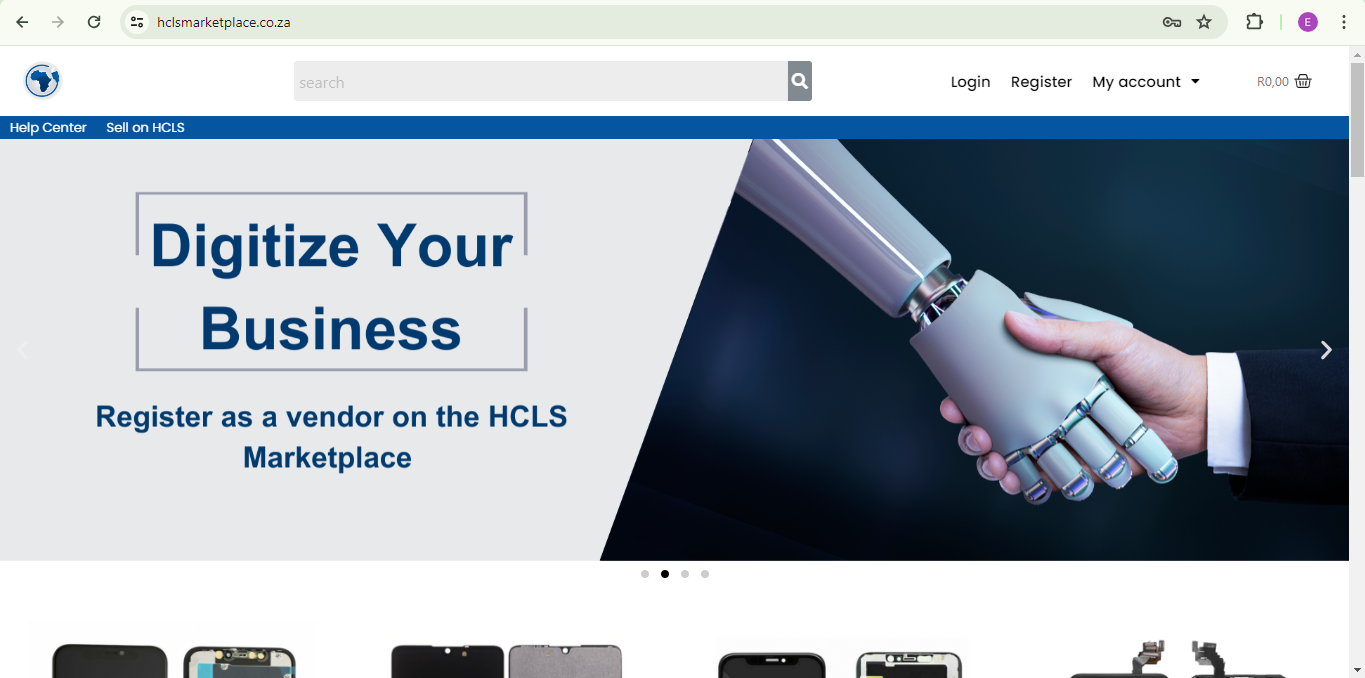 hclsmarketplace.co.za
E
search
Login Register My account R0,00
Help Center Sell on HCLS
Digitize Your
Business
Register as a vendor on the HCLS
Marketplace